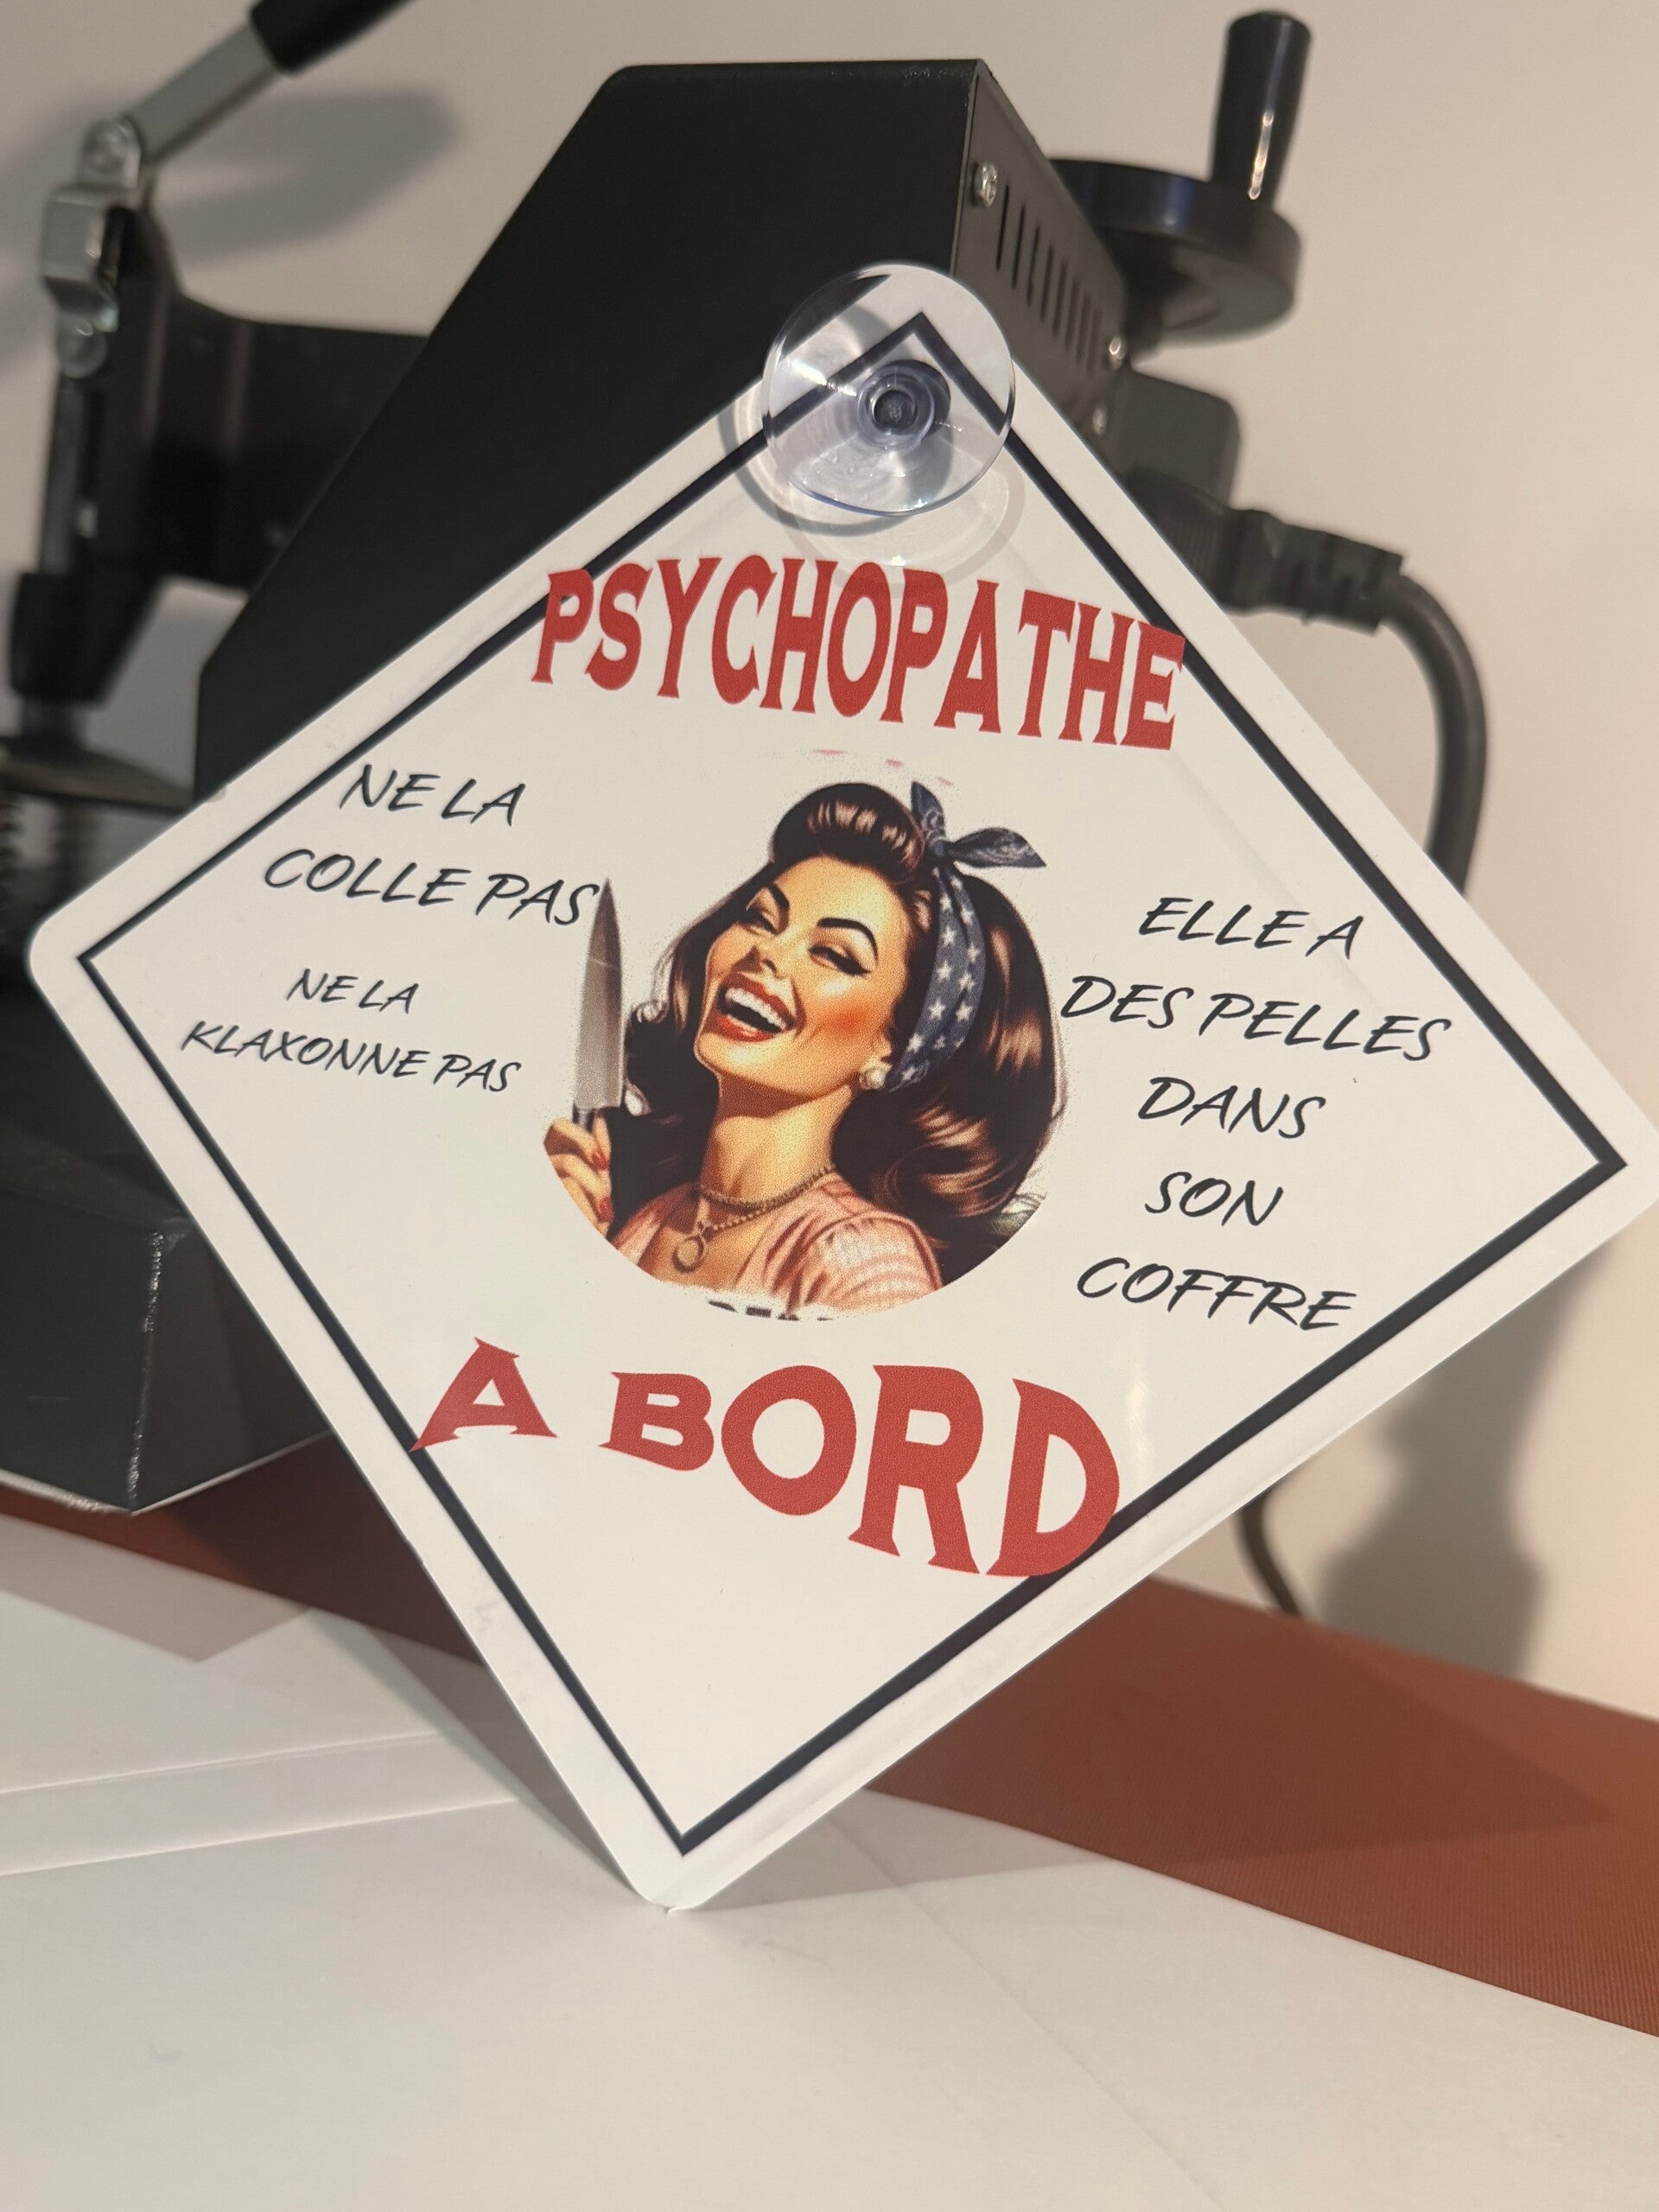 PSYCHOPATHE
NE LA
COLLE PAS
NE LA
KLAXONNE PAS
ELLE A
DES PELLES
DANS
SON
COFFRE
A BORD